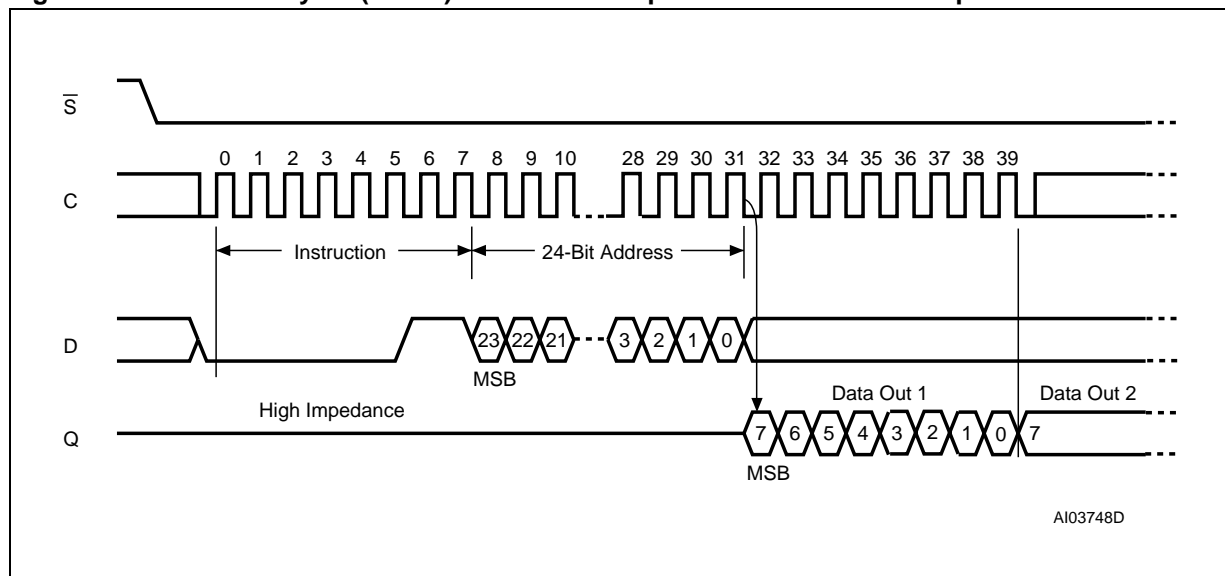 S
0 1 2 3 4 5 6 7 8 9 10 28 29 30 31 32 33 34 35 36 37 38 39
C
Instruction 24-Bit Address
D 23 22 21 3 2 1 0
MSB
High Impedance Data Out 1 Data Out 2
Q 7 6 5 4 3 2 1 0 7
MSB
AI03748D